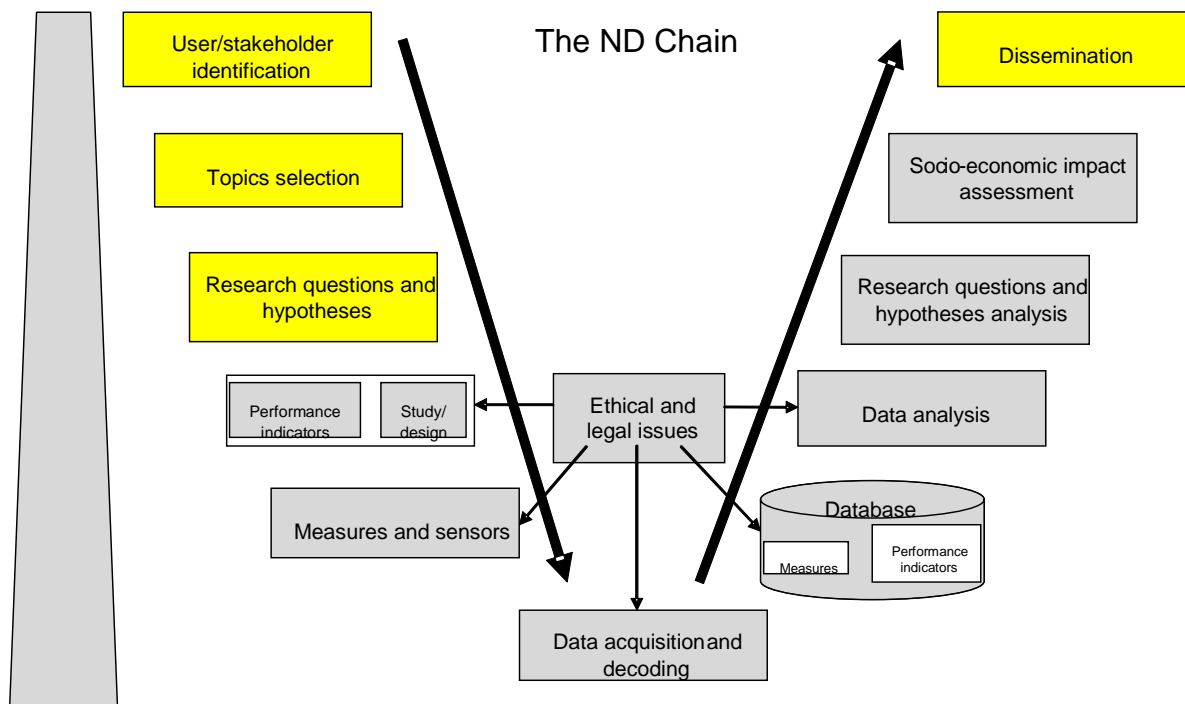 The ND Chain
User/stakeholder
identification
Topics selection
Research questions and
hypotheses
Performance
indicators
Study/
design
Measures and sensors
Ethical and
legal issues
Data acquisition and
decoding
Database
Measures
Performance
indicators
Data analysis
Research questions and
hypotheses analysis
Socio-economic impact
assessment
Dissemination